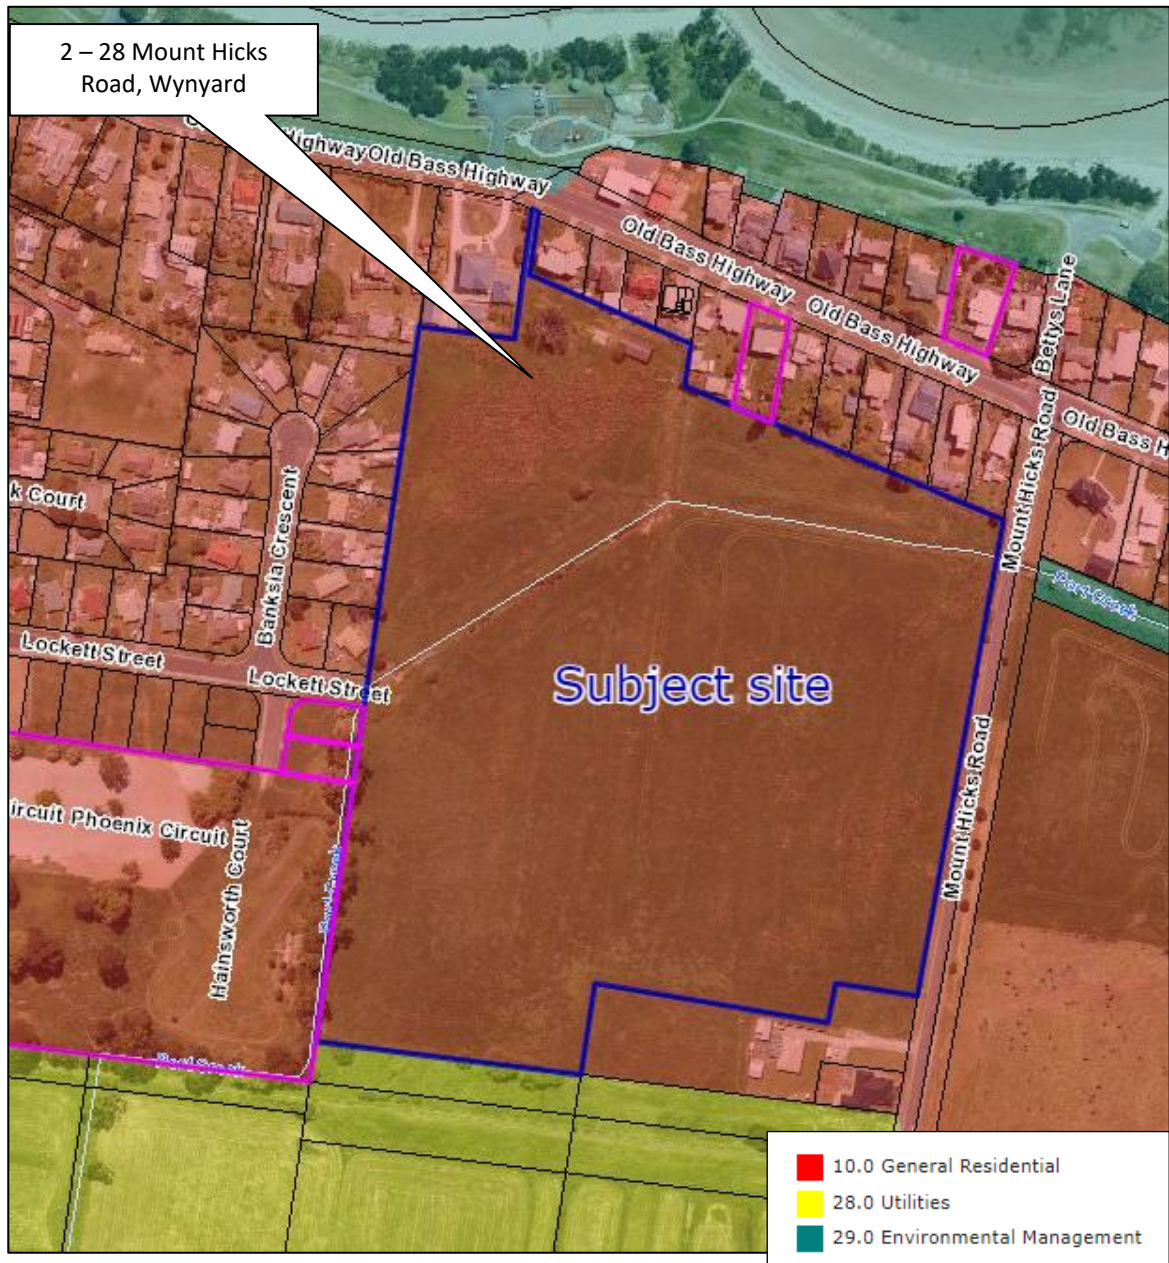 2 – 28 Mount Hicks
Road, Wynyard
Highway
Old Bass Highway
Old Bass Highway
Old Bass Highway
Old Bass H
Bettys Lane
Mount Hicks Road
k Court
Banksia Crescent
Port Creek
Lockett Street
Lockett Street
Subject site
Mount Hicks Road
ircuit Phoenix Circuit
Hainsworth Court
10.0 General Residential
28.0 Utilities
29.0 Environmental Management